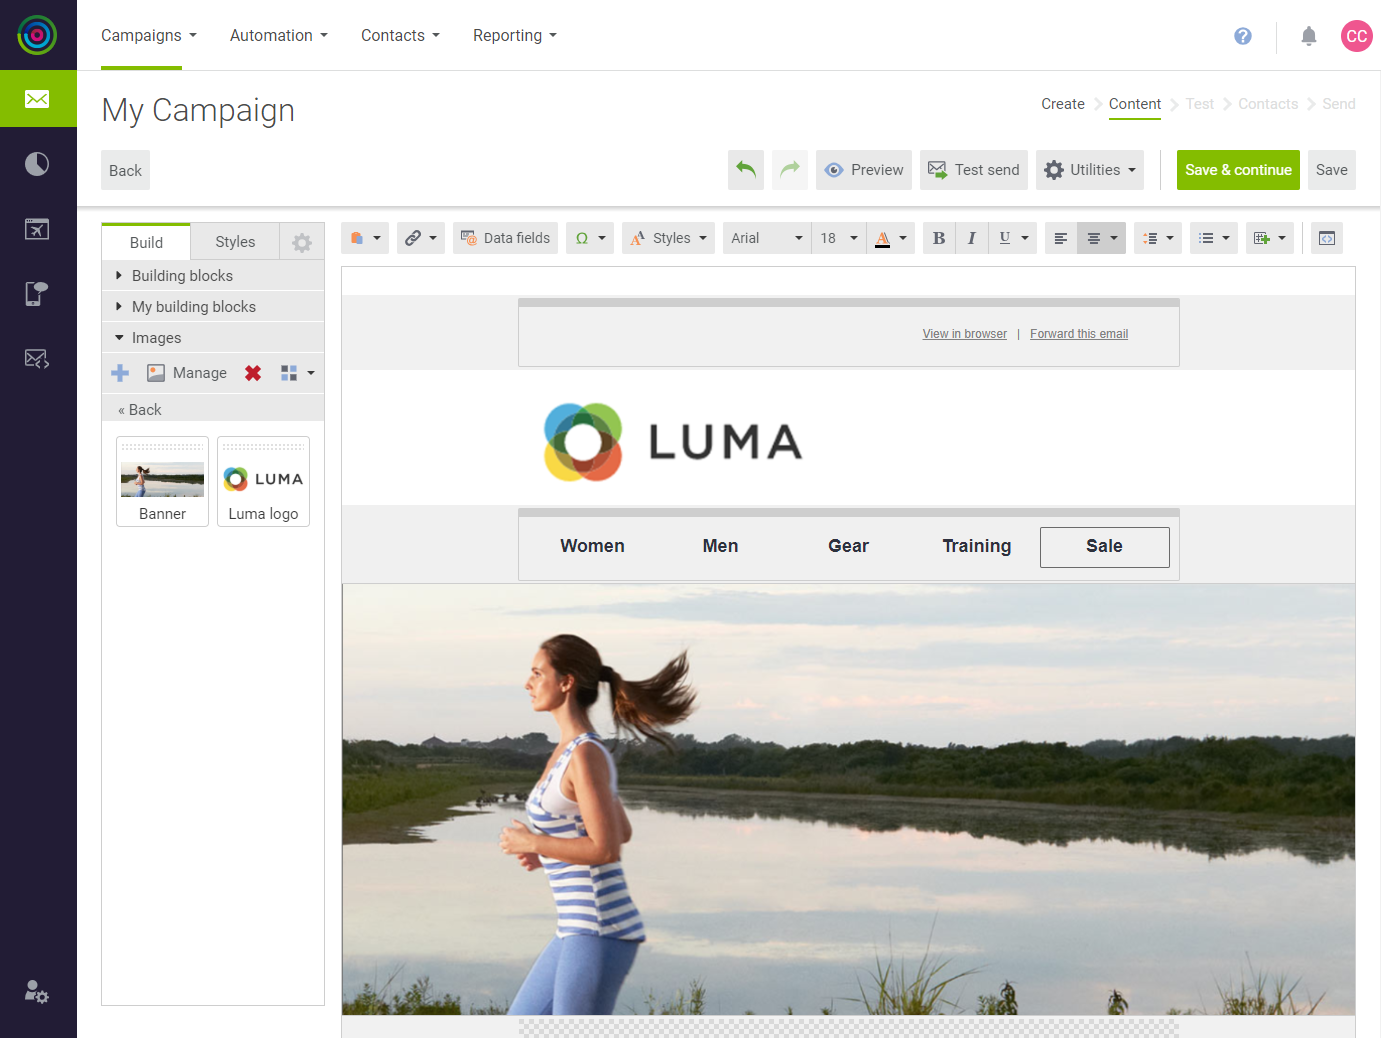 Campaigns Automation Contacts Reporting
? CC
My Campaign
Create Content Test Contacts Send
Back Preview Test send Utilities Save & continue Save
Build Styles
Data fields Ω A A Styles Arial 18 A B I U
Building blocks
My building blocks
Images
Manage
« Back
Banner LUMA Luma logo
View in browser | Forward this email
LUMA
Women Men Gear Training Sale